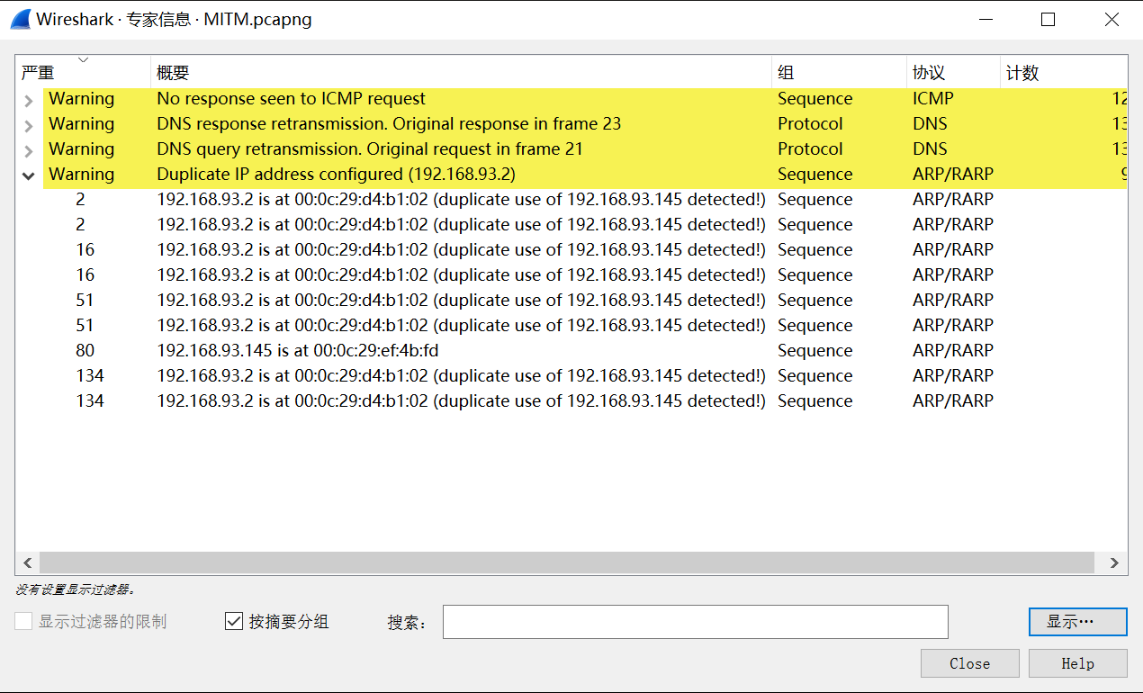 Wireshark · 专家信息 · MITM.pcapng
严重 概要 组 协议 计数
Warning No response seen to ICMP request Sequence ICMP 12
Warning DNS response retransmission. Original response in frame 23 Protocol DNS 13
Warning DNS query retransmission. Original request in frame 21 Protocol DNS 13
Warning Duplicate IP address configured (192.168.93.2) Sequence ARP/RARP 9
2 192.168.93.2 is at 00:0c:29:d4:b1:02 (duplicate use of 192.168.93.145 detected!) Sequence ARP/RARP
2 192.168.93.2 is at 00:0c:29:d4:b1:02 (duplicate use of 192.168.93.145 detected!) Sequence ARP/RARP
16 192.168.93.2 is at 00:0c:29:d4:b1:02 (duplicate use of 192.168.93.145 detected!) Sequence ARP/RARP
16 192.168.93.2 is at 00:0c:29:d4:b1:02 (duplicate use of 192.168.93.145 detected!) Sequence ARP/RARP
51 192.168.93.2 is at 00:0c:29:d4:b1:02 (duplicate use of 192.168.93.145 detected!) Sequence ARP/RARP
51 192.168.93.2 is at 00:0c:29:d4:b1:02 (duplicate use of 192.168.93.145 detected!) Sequence ARP/RARP
80 192.168.93.145 is at 00:0c:29:ef:4b:fd Sequence ARP/RARP
134 192.168.93.2 is at 00:0c:29:d4:b1:02 (duplicate use of 192.168.93.145 detected!) Sequence ARP/RARP
134 192.168.93.2 is at 00:0c:29:d4:b1:02 (duplicate use of 192.168.93.145 detected!) Sequence ARP/RARP
没有设置显示过滤器。
显示过滤器的限制 按摘要分组 搜索: 显示…
Close Help